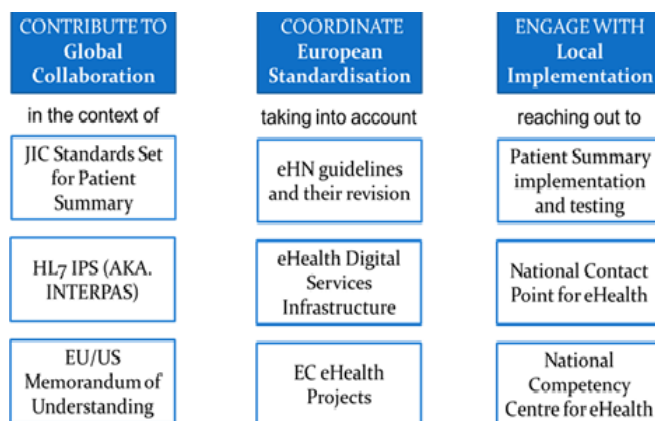 CONTRIBUTE TO
Global
Collaboration
in the context of
JIC Standards Set
for Patient
Summary
HL7 IPS (AKA.
INTERPAS)
EU/US
Memorandum of
Understanding
COORDINATE
European
Standardisation
taking into account
eHN guidelines
and their revision
eHealth Digital
Services
Infrastructure
EC eHealth
Projects
ENGAGE WITH
Local
Implementation
reaching out to
Patient Summary
implementation
and testing
National Contact
Point for eHealth
National
Competency
Centre for eHealth